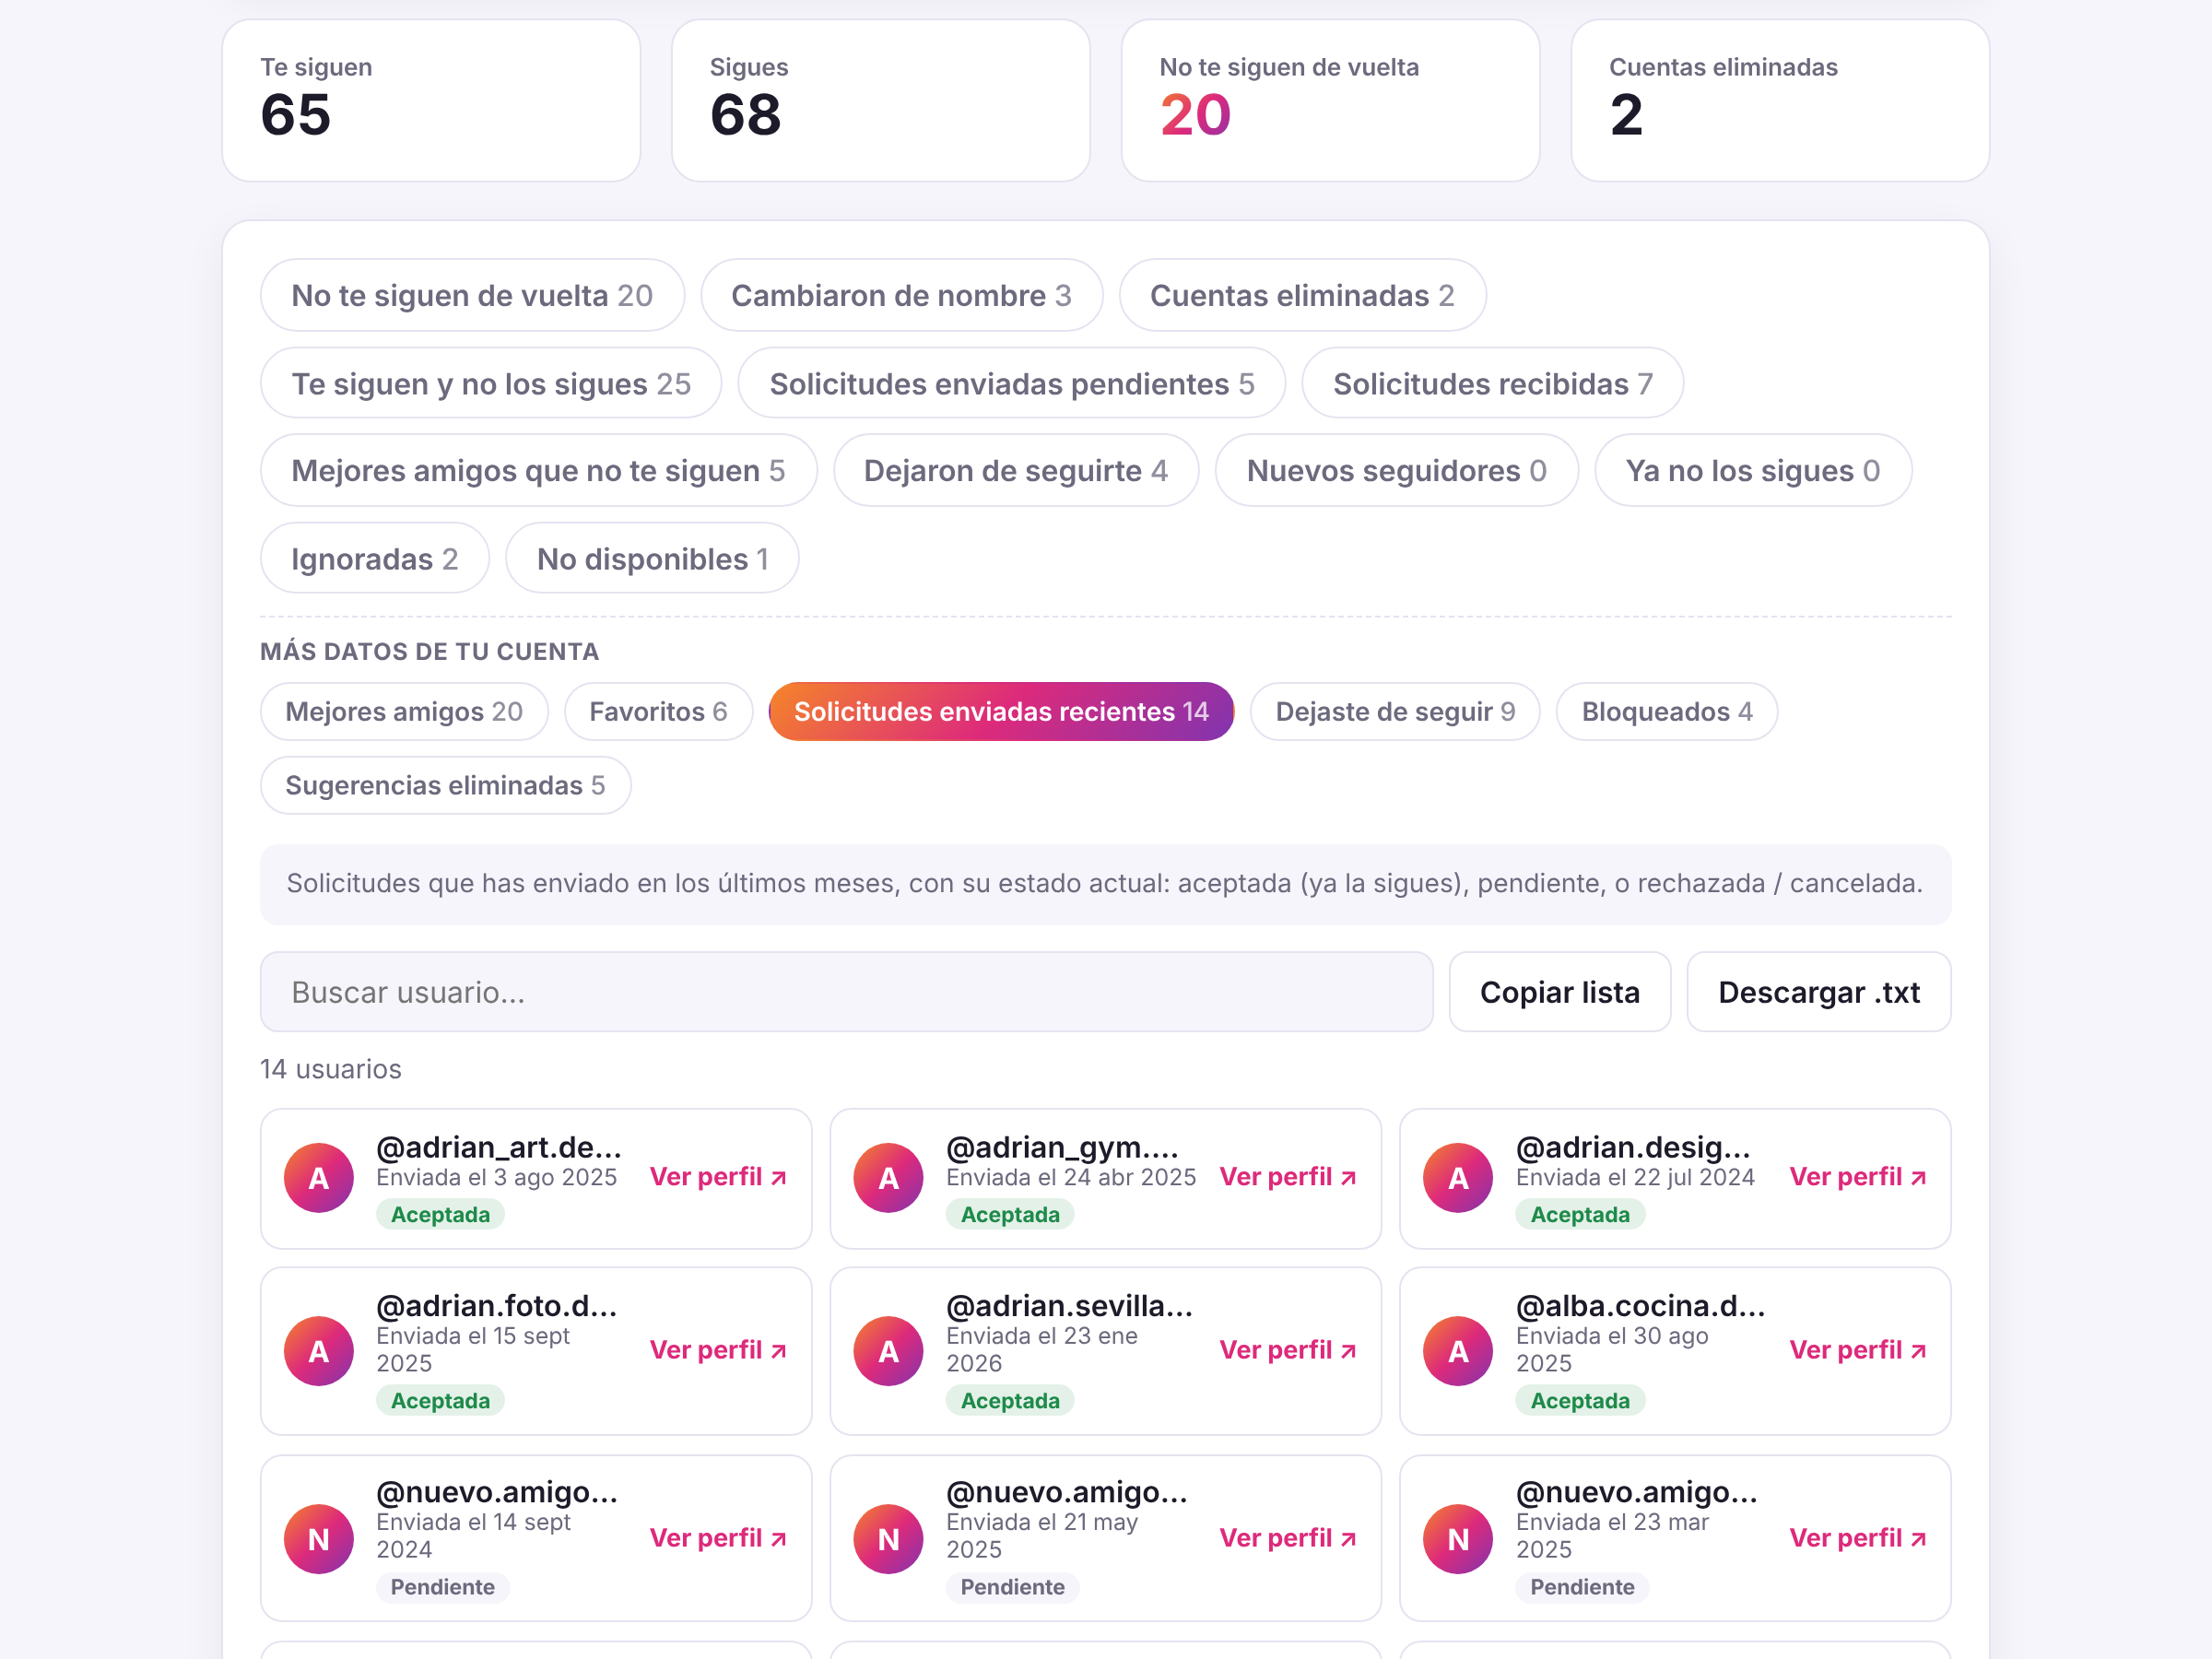 Te siguen
65
Sigues
68
No te siguen de vuelta
20
Cuentas eliminadas
2
No te siguen de vuelta 20
Cambiaron de nombre 3
Cuentas eliminadas 2
Te siguen y no los sigues 25
Solicitudes enviadas pendientes 5
Solicitudes recibidas 7
Mejores amigos que no te siguen 5
Dejaron de seguirte 4
Nuevos seguidores 0
Ya no los sigues 0
Ignoradas 2
No disponibles 1
MÁS DATOS DE TU CUENTA
Mejores amigos 20
Favoritos 6
Solicitudes enviadas recientes 14
Dejaste de seguir 9
Bloqueados 4
Sugerencias eliminadas 5
Solicitudes que has enviado en los últimos meses, con su estado actual: aceptada (ya la sigues), pendiente, o rechazada / cancelada.
Buscar usuario...
Copiar lista
Descargar .txt
14 usuarios
A
@adrian_art.de...
Enviada el 3 ago 2025
Aceptada
Ver perfil ↗
A
@adrian_gym....
Enviada el 24 abr 2025
Aceptada
Ver perfil ↗
A
@adrian.desig...
Enviada el 22 jul 2024
Aceptada
Ver perfil ↗
A
@adrian.foto.d...
Enviada el 15 sept
2025
Aceptada
Ver perfil ↗
A
@adrian.sevilla...
Enviada el 23 ene
2026
Aceptada
Ver perfil ↗
A
@alba.cocina.d...
Enviada el 30 ago
2025
Aceptada
Ver perfil ↗
N
@nuevo.amigo...
Enviada el 14 sept
2024
Pendiente
Ver perfil ↗
N
@nuevo.amigo...
Enviada el 21 may
2025
Pendiente
Ver perfil ↗
N
@nuevo.amigo...
Enviada el 23 mar
2025
Pendiente
Ver perfil ↗